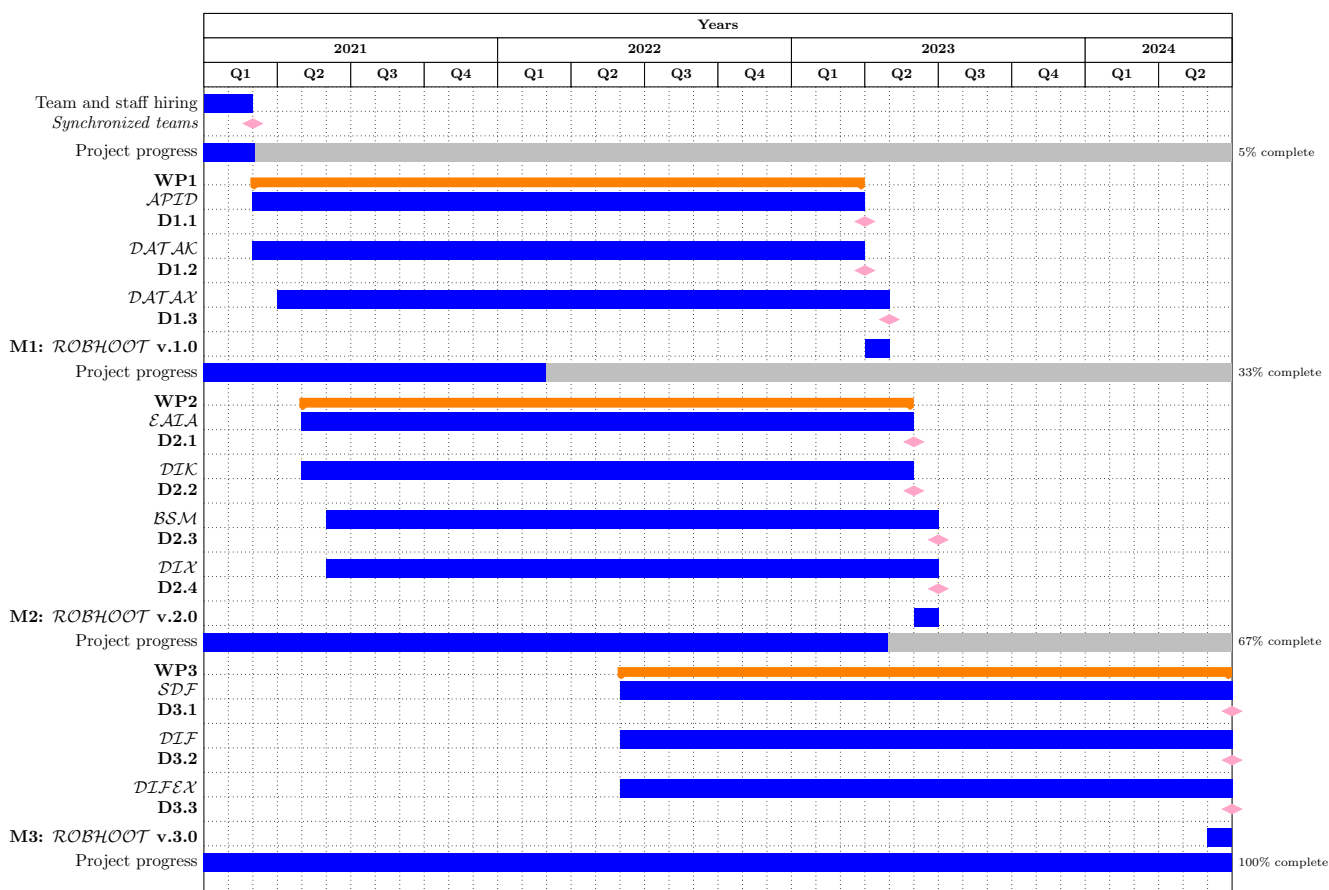 Years
2021 2022 2023 2024
Q1 Q2 Q3 Q4 Q1 Q2 Q3 Q4 Q1 Q2 Q3 Q4 Q1 Q2
Team and staff hiring
Synchronized teams
Project progress 5% complete
WP1
APID
D1.1
DATAK
D1.2
DATAX
D1.3
M1: ROBHOOT v.1.0
Project progress 33% complete
WP2
EAIA
D2.1
DIK
D2.2
BSM
D2.3
DIX
D2.4
M2: ROBHOOT v.2.0
Project progress 67% complete
WP3
SDF
D3.1
DIF
D3.2
DIFEX
D3.3
M3: ROBHOOT v.3.0
Project progress 100% complete